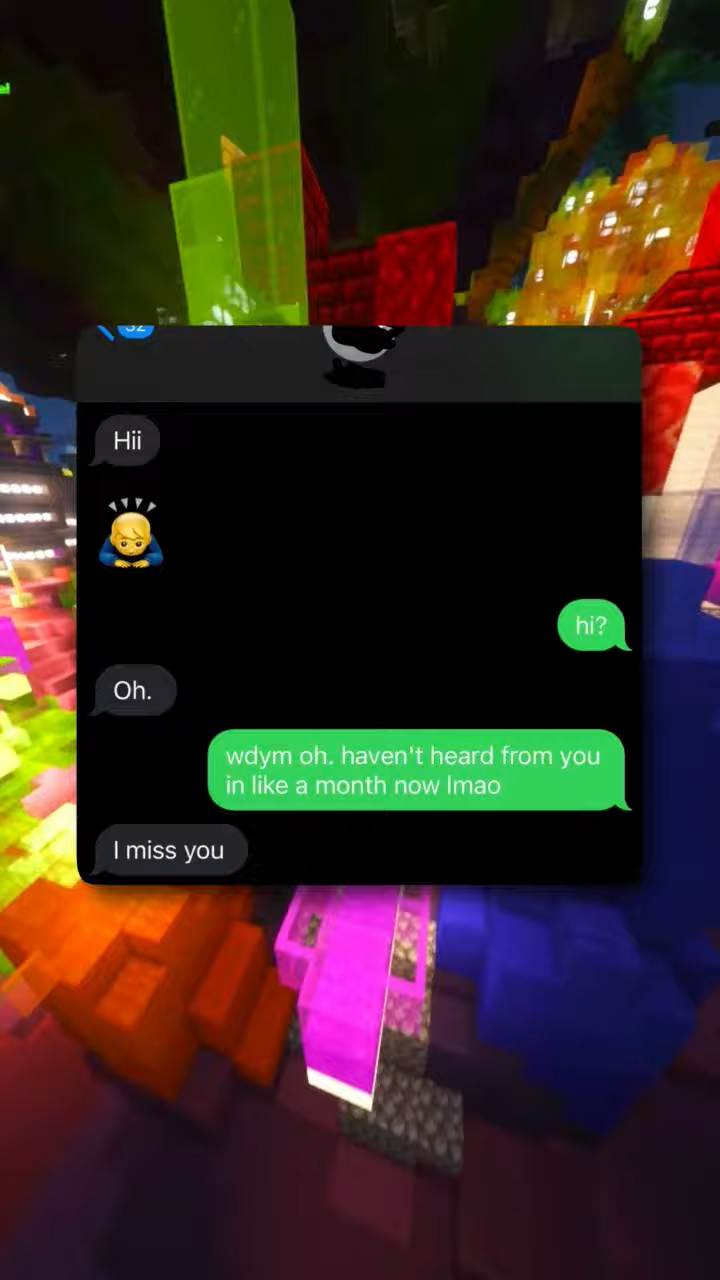 Hii
hi?
Oh.
wdym oh. haven't heard from you
in like a month now lmao
I miss you